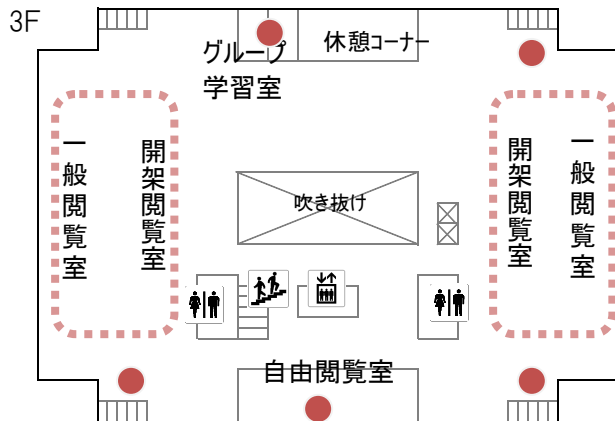 3F
グループ
学習室
休憩コーナー
一般閲覧室
開架閲覧室
吹き抜け
開架閲覧室
一般閲覧室
自由閲覧室